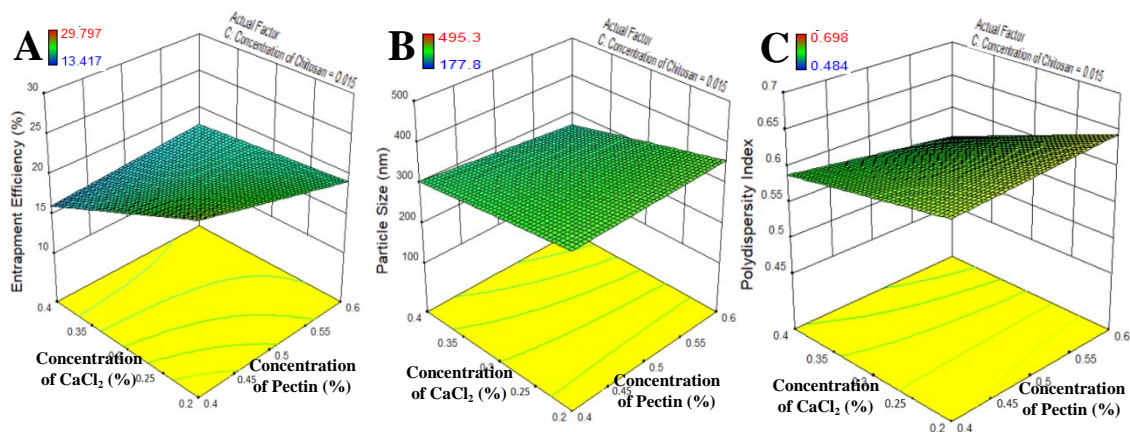 A
29.797
13.417
Actual Factor
C. Concentration of Chitosan = 0.015
30
25
20
15
10
Entrapment Efficiency (%)
0.4
0.35
0.25
0.2
0.4
0.45
0.5
0.55
0.6
Concentration
of CaCl₂ (%)
Concentration
of Pectin (%)
B
495.3
177.8
Actual Factor
C. Concentration of Chitosan = 0.015
500
400
300
200
100
Particle Size (nm)
0.4
0.35
0.3
0.25
0.2
0.4
0.45
0.5
0.55
0.6
Concentration
of CaCl₂ (%)
Concentration
of Pectin (%)
C
0.698
0.484
Actual Factor
C. Concentration of Chitosan = 0.015
0.7
0.65
0.6
0.55
0.5
0.45
Polydispersity Index
0.4
0.35
0.3
0.25
0.2
0.4
0.45
0.5
0.55
0.6
Concentration
of CaCl₂ (%)
Concentration
of Pectin (%)